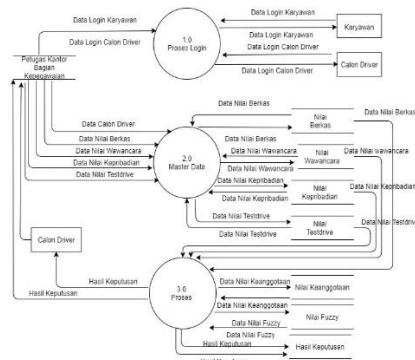 Data Login Karyawan
Data Login Karyawan
Data Login Karyawan
Karyawan
1.0
Proses Login
Data Login Calon Driver
Data Login Calon Driver
Data Login Calon Driver
Calon Driver
Petugas Kantor
Bagian
Kepegawaian
Data Calon Driver
Data Nilai Berkas
Data Nilai Wawancara
Data Nilai Kepribadian
Data Nilai Testdrive
2.0
Master Data
Data Nilai Berkas
Data Nilai Berkas
Nilai
Berkas
Data Nilai Berkas
Data Nilai Wawancara
Data Nilai Wawancara
Nilai
Wawancara
Data Nilai wawancara
Data Nilai Kepribadian
Data Nilai Kepribadian
Nilai
Kepribadian
Data Nilai Kepribadian
Data Nilai Testdrive
Data Nilai Testdrive
Nilai
Testdrive
Data Nilai Testdrive
Calon Driver
Hasil Keputusan
Hasil Keputusan
3.0
Proses
Data Nilai Keanggotaan
Data Nilai Keanggotaan
Nilai Keanggotaan
Data Nilai Fuzzy
Data Nilai Fuzzy
Nilai Fuzzy
Hasil Keputusan
Hasil Keputusan